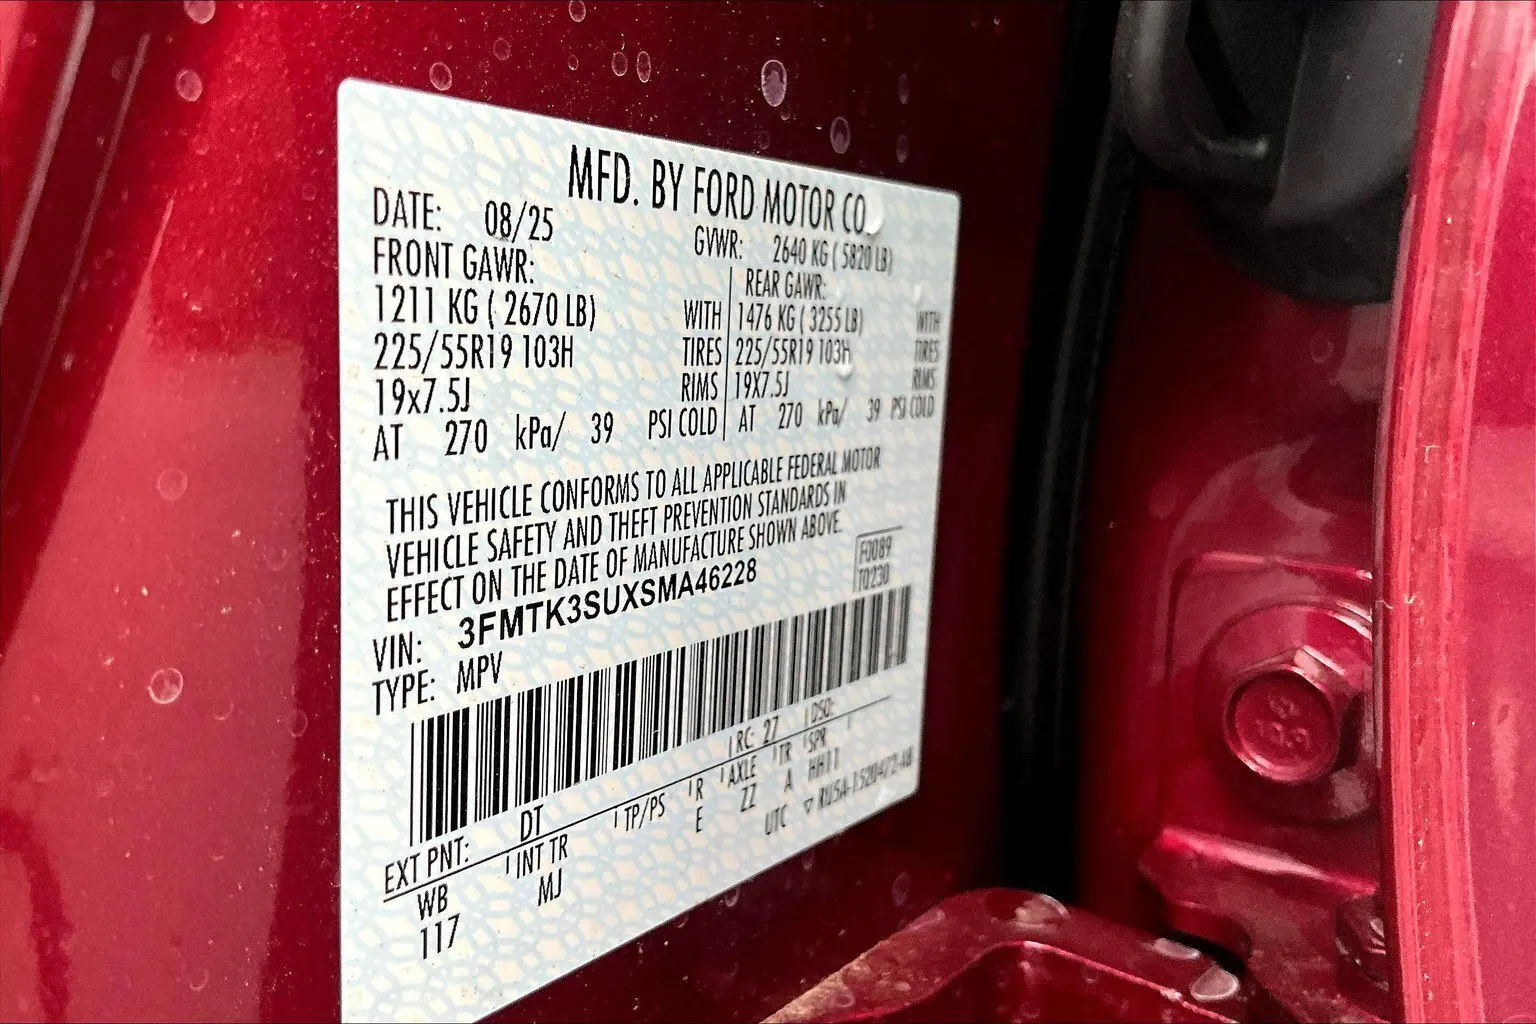 MFD. BY FORD MOTOR CO.
DATE: 08/25
GVWR: 2640 KG ( 5820 LB)
FRONT GAWR:
1211 KG ( 2670 LB) WITH
225/55R19 103H TIRES
19x7.5J RIMS
AT 270 kPa/ 39 PSI COLD
REAR GAWR:
1476 KG ( 3255 LB) WITH
225/55R19 103H TIRES
19X7.5J RIMS
AT 270 kPa/ 39 PSI COLD
THIS VEHICLE CONFORMS TO ALL APPLICABLE FEDERAL MOTOR
VEHICLE SAFETY AND THEFT PREVENTION STANDARDS IN
EFFECT ON THE DATE OF MANUFACTURE SHOWN ABOVE.
F0089
T0230
VIN: 3FMTK3SUXSMA46228
TYPE: MPV
EXT PNT: DT RC: 27 DSO:
WB INT TR TP/PS R AXLE TR SPR
117 MJ E ZZ A HH11
UTC